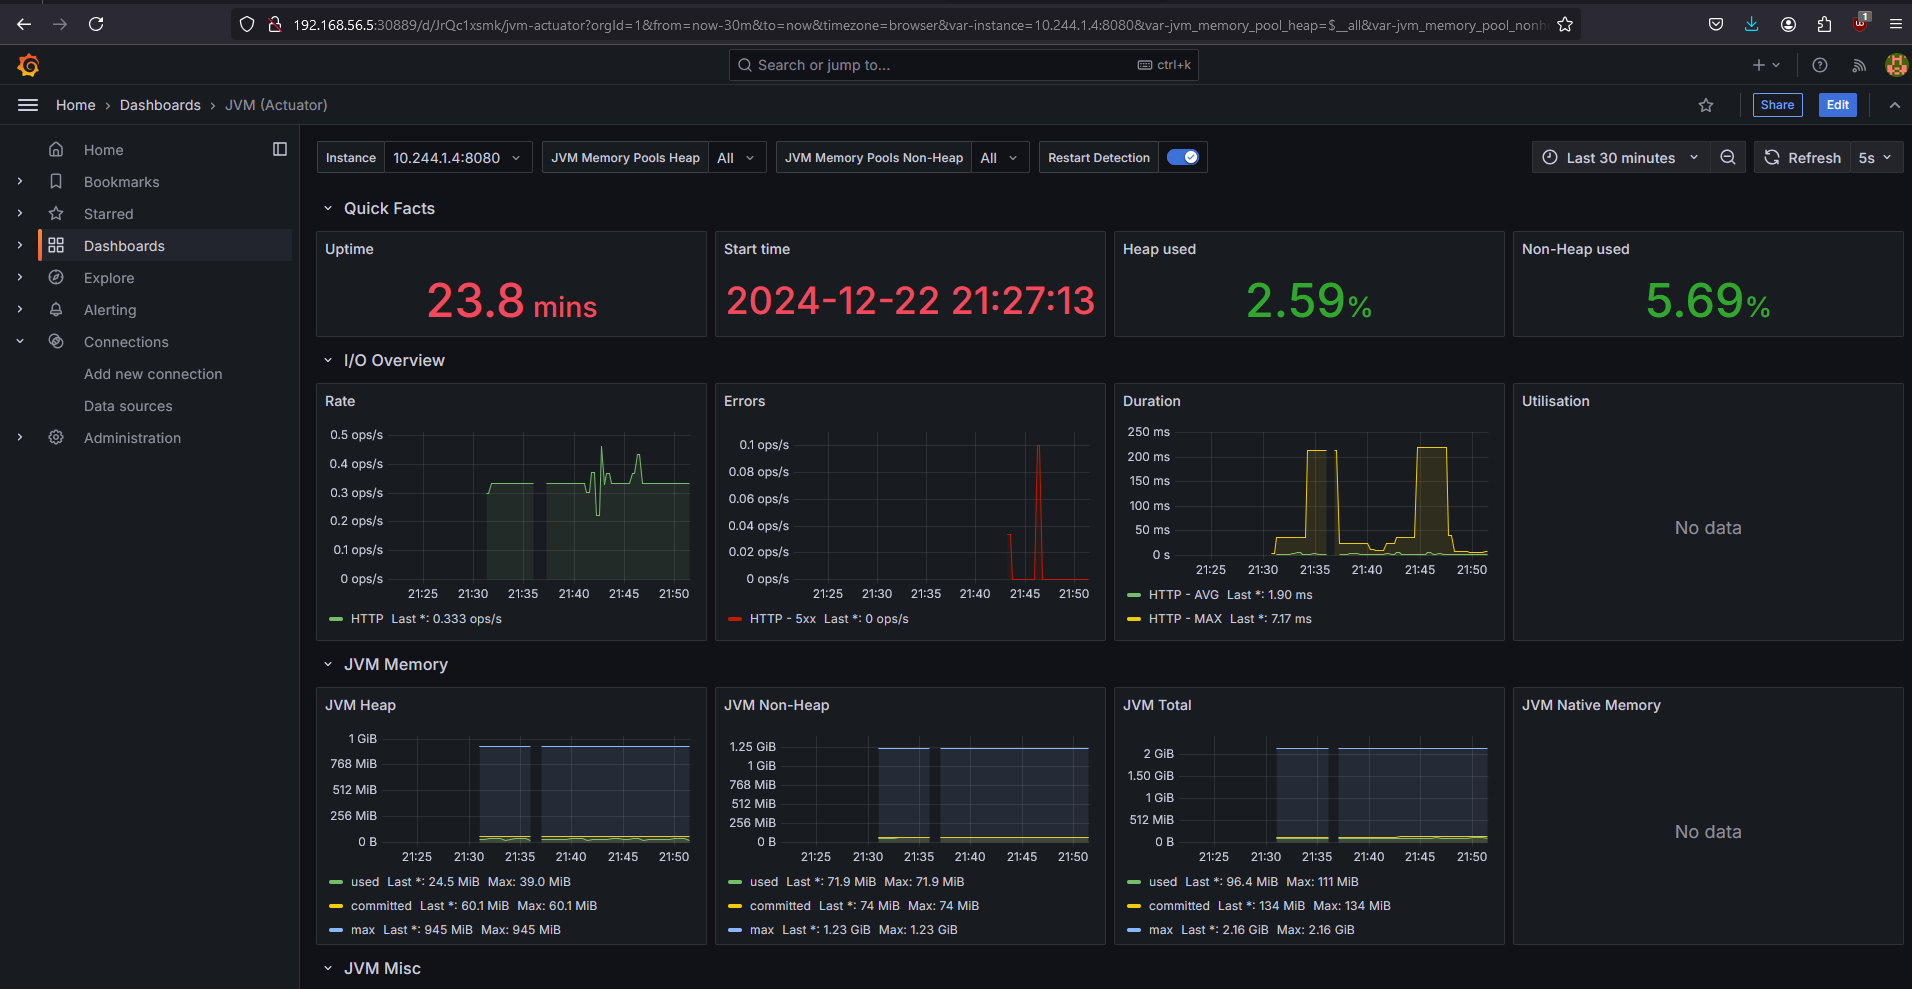 192.168.56.5:30889/d/JrQc1xsmk/jvm-actuator?orgId=1&from=now-30m&to=now&timezone=browser&var-instance=10.244.1.4:8080&var-jvm_memory_pool_heap=$__all&var-jvm_memory_pool_nonh
1
Search or jump to...
ctrl+k
Home › Dashboards › JVM (Actuator)
Share
Edit
Home
Bookmarks
Starred
Dashboards
Explore
Alerting
Connections
Add new connection
Data sources
Administration
Instance 10.244.1.4:8080
JVM Memory Pools Heap All
JVM Memory Pools Non-Heap All
Restart Detection
Last 30 minutes
Refresh 5s
Quick Facts
Uptime
23.8 mins
Start time
2024-12-22 21:27:13
Heap used
2.59%
Non-Heap used
5.69%
I/O Overview
Rate
0.5 ops/s
0.4 ops/s
0.3 ops/s
0.2 ops/s
0.1 ops/s
0 ops/s
21:25 21:30 21:35 21:40 21:45 21:50
HTTP Last *: 0.333 ops/s
Errors
0.1 ops/s
0.08 ops/s
0.06 ops/s
0.04 ops/s
0.02 ops/s
0 ops/s
21:25 21:30 21:35 21:40 21:45 21:50
HTTP - 5xx Last *: 0 ops/s
Duration
250 ms
200 ms
150 ms
100 ms
50 ms
0 s
21:25 21:30 21:35 21:40 21:45 21:50
HTTP - AVG Last *: 1.90 ms
HTTP - MAX Last *: 7.17 ms
Utilisation
No data
JVM Memory
JVM Heap
1 GiB
768 MiB
512 MiB
256 MiB
0 B
21:25 21:30 21:35 21:40 21:45 21:50
used Last *: 24.5 MiB Max: 39.0 MiB
committed Last *: 60.1 MiB Max: 60.1 MiB
max Last *: 945 MiB Max: 945 MiB
JVM Non-Heap
1.25 GiB
1 GiB
768 MiB
512 MiB
256 MiB
0 B
21:25 21:30 21:35 21:40 21:45 21:50
used Last *: 71.9 MiB Max: 71.9 MiB
committed Last *: 74 MiB Max: 74 MiB
max Last *: 1.23 GiB Max: 1.23 GiB
JVM Total
2 GiB
1.50 GiB
1 GiB
512 MiB
0 B
21:25 21:30 21:35 21:40 21:45 21:50
used Last *: 96.4 MiB Max: 111 MiB
committed Last *: 134 MiB Max: 134 MiB
max Last *: 2.16 GiB Max: 2.16 GiB
JVM Native Memory
No data
JVM Misc